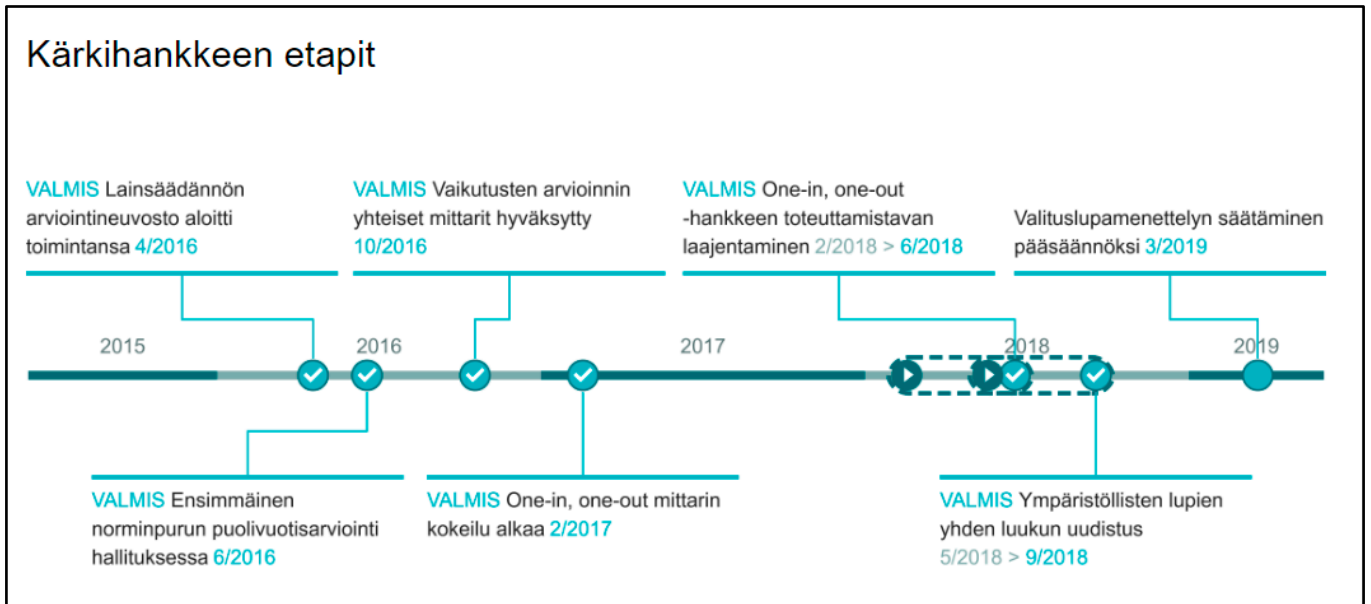 Kärkihankkeen etapit
VALMIS Lainsäädännön
arviointineuvosto aloitti
toimintansa 4/2016
VALMIS Vaikutusten arvioinnin
yhteiset mittarit hyväksytty
10/2016
VALMIS One-in, one-out
-hankkeen toteuttamistavan
laajentaminen 2/2018 > 6/2018
Valituslupamenettelyn säätäminen
pääsäännöksi 3/2019
2015
2016
2017
2018
2019
VALMIS Ensimmäinen
norminpurun puolivuotisarviointi
hallituksessa 6/2016
VALMIS One-in, one-out mittarin
kokeilu alkaa 2/2017
VALMIS Ympäristöllisten lupien
yhden luukun uudistus
5/2018 > 9/2018